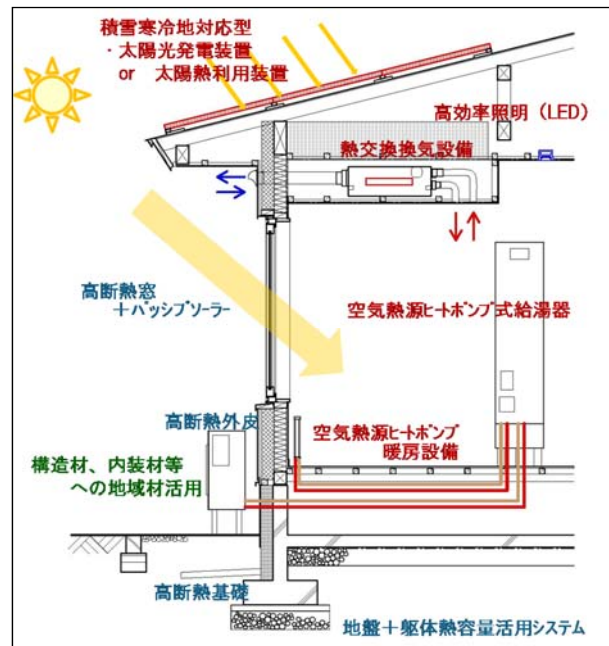 積雪寒冷地対応型
・太陽光発電装置
or 太陽熱利用装置
高効率照明（LED）
熱交換換気設備
高断熱窓
＋パッシブソーラー
空気熱源ヒートポンプ式給湯器
高断熱外皮
空気熱源ヒートポンプ
暖房設備
構造材、内装材等
への地域材活用
高断熱基礎
地盤＋躯体熱容量活用システム